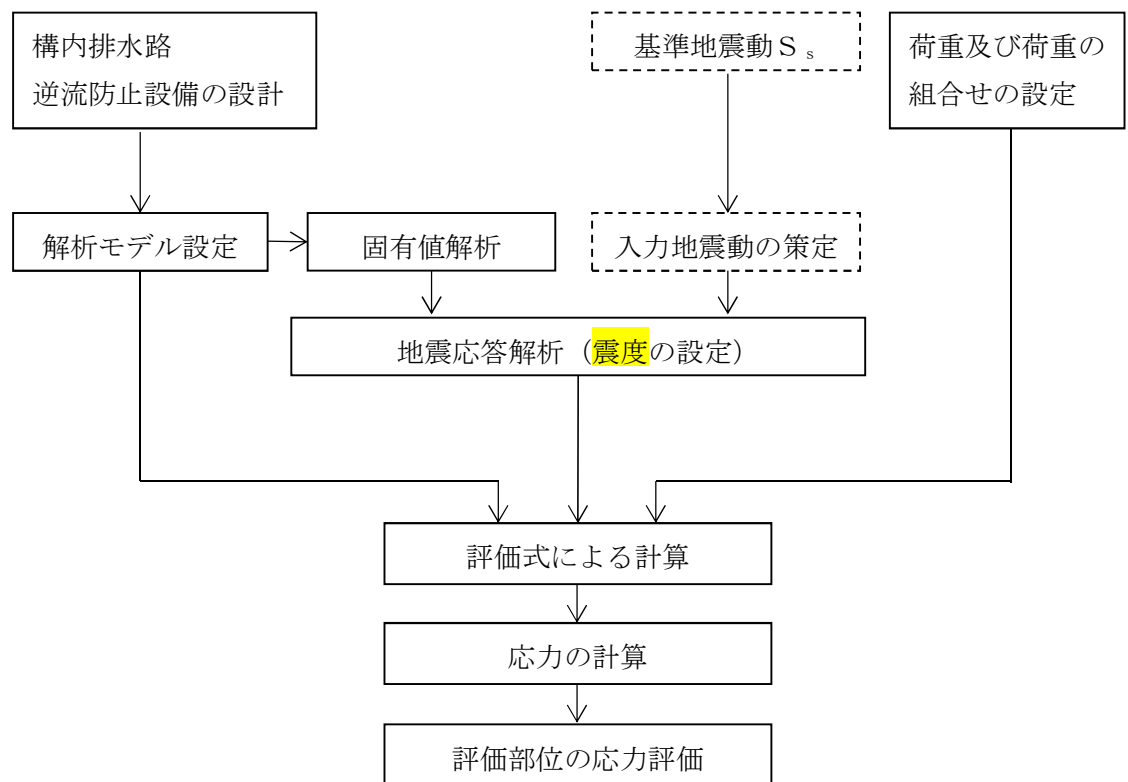 構内排水路
逆流防止設備の設計
基準地震動Ｓｓ
荷重及び荷重の
組合せの設定
解析モデル設定
固有値解析
入力地震動の策定
地震応答解析（震度の設定）
評価式による計算
応力の計算
評価部位の応力評価